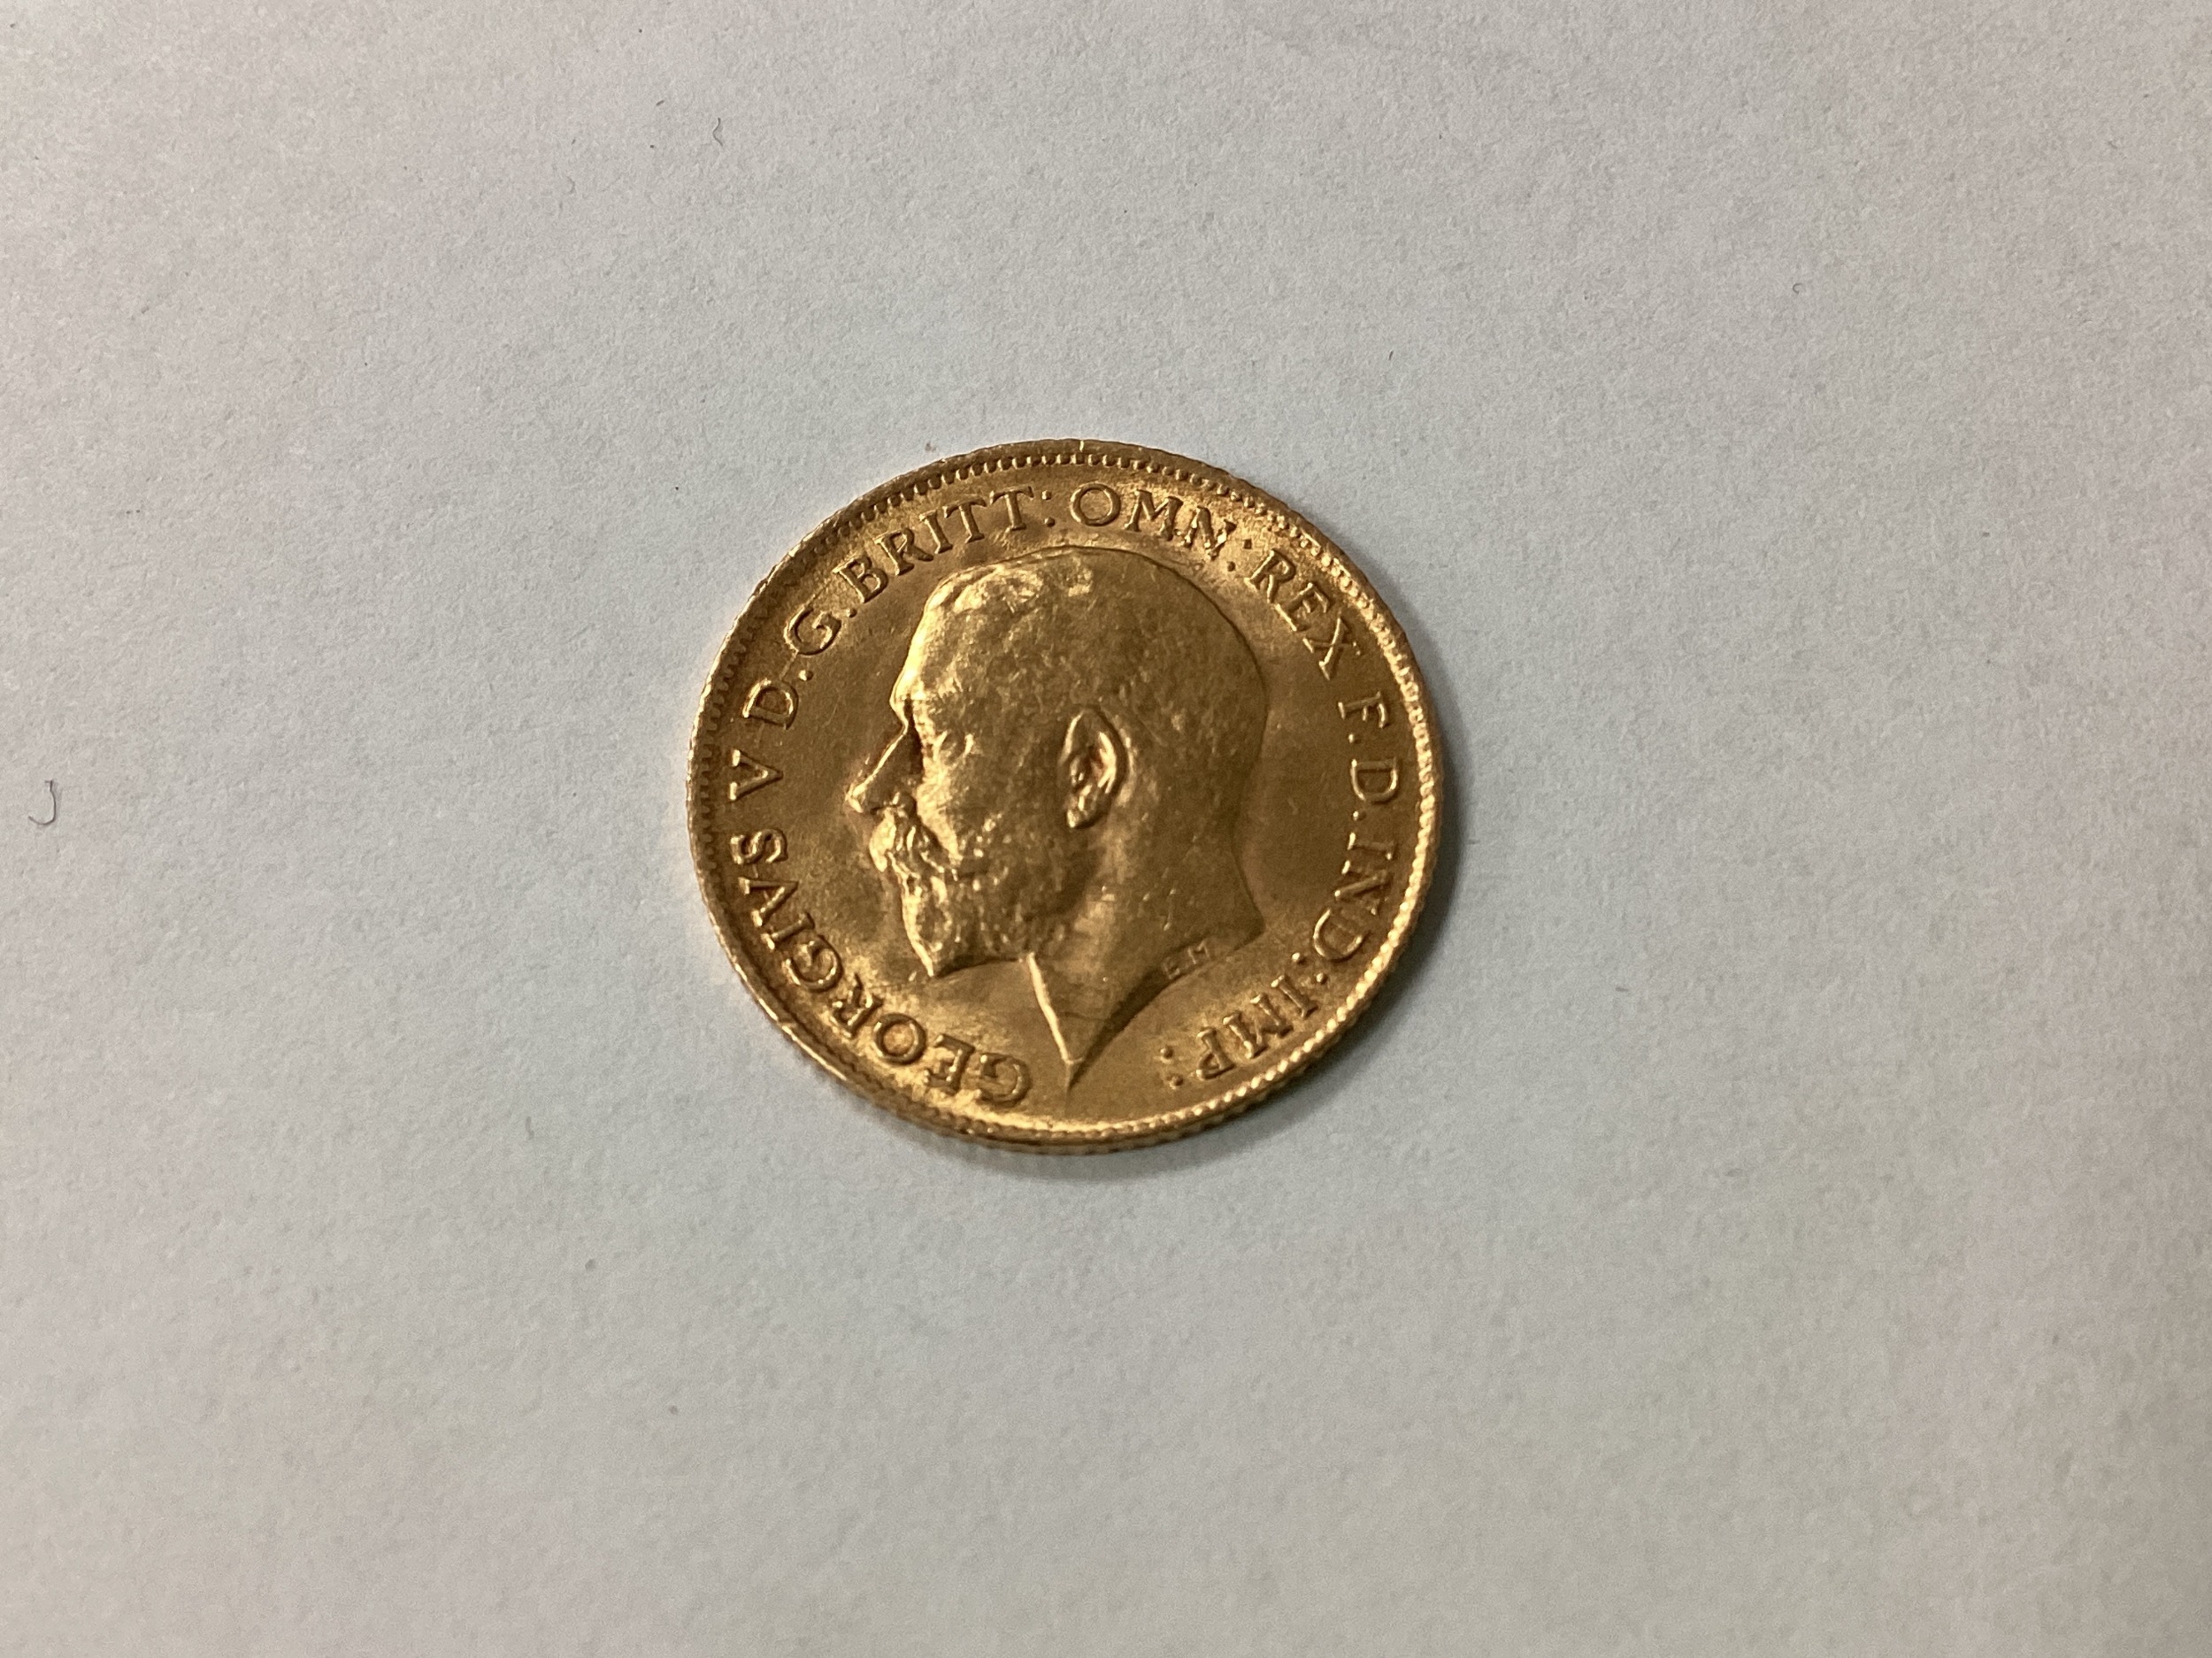 GEORGIVS V D.G.BRITT:OMN:REX F.D.IND:IMP:
B.M.